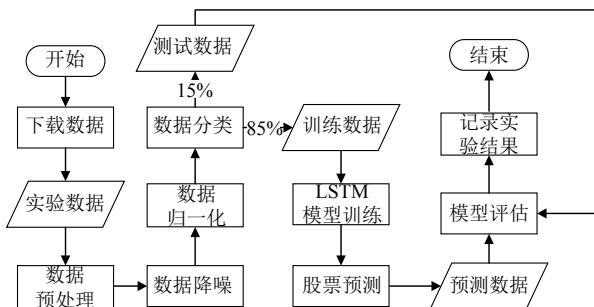 开始
下载数据
实验数据
数据
预处理
数据降噪
数据
归一化
数据分类
15%
测试数据
85%
训练数据
LSTM
模型训练
股票预测
预测数据
模型评估
记录实
验结果
结束